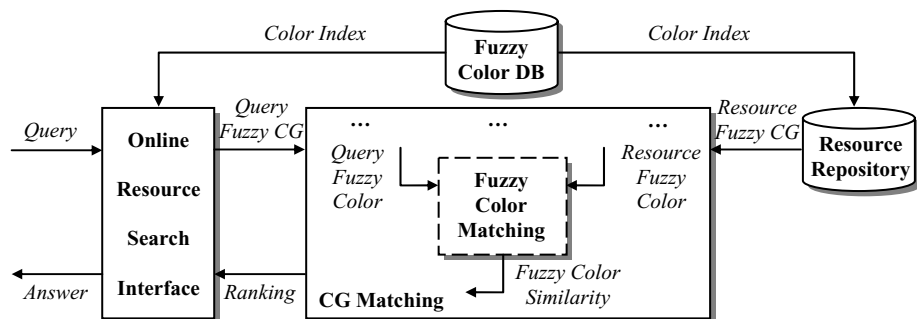 Color Index
Fuzzy
Color DB
Color Index
Query
Online
Resource
Search
Interface
Query
Fuzzy CG
...
...
...
Resource
Fuzzy CG
Resource
Repository
Query
Fuzzy
Color
Fuzzy
Color
Matching
Resource
Fuzzy
Color
Answer
Ranking
CG Matching
Fuzzy Color
Similarity